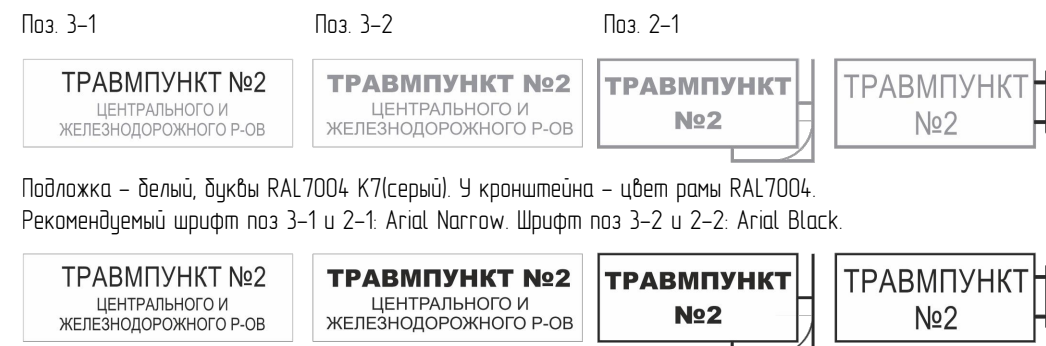 Поз. 3-1
Поз. 3-2
Поз. 2-1
ТРАВМПУНКТ №2
ЦЕНТРАЛЬНОГО И
ЖЕЛЕЗНОДОРОЖНОГО Р-ОВ
ТРАВМПУНКТ №2
ЦЕНТРАЛЬНОГО И
ЖЕЛЕЗНОДОРОЖНОГО Р-ОВ
ТРАВМПУНКТ
№2
ТРАВМПУНКТ
№2
Подложка – белый, буквы RAL7004 К7(серый). У кронштейна – цвет рамы RAL7004.
Рекомендуемый шрифт поз 3-1 и 2-1: Arial Narrow. Шрифт поз 3-2 и 2-2: Arial Black.
ТРАВМПУНКТ №2
ЦЕНТРАЛЬНОГО И
ЖЕЛЕЗНОДОРОЖНОГО Р-ОВ
ТРАВМПУНКТ №2
ЦЕНТРАЛЬНОГО И
ЖЕЛЕЗНОДОРОЖНОГО Р-ОВ
ТРАВМПУНКТ
№2
ТРАВМПУНКТ
№2